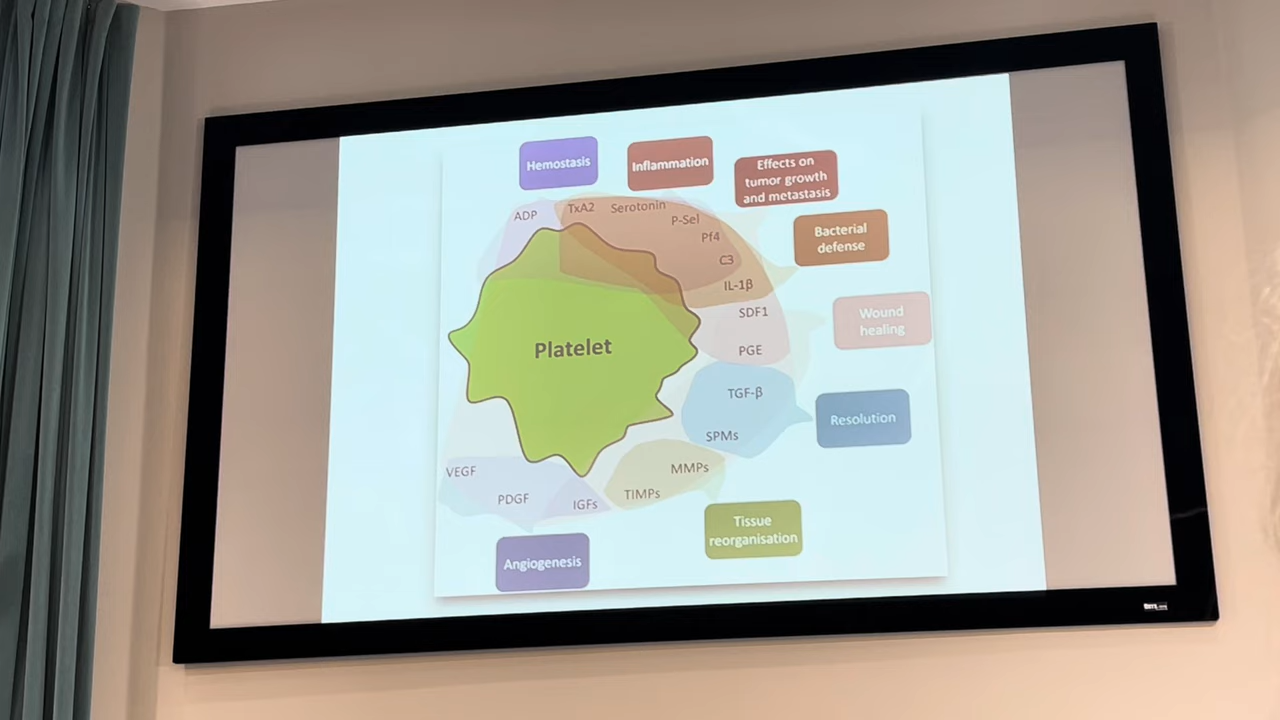 Hemostasis
Inflammation
Effects on
tumor growth
and metastasis
Bacterial
defense
Wound
healing
Resolution
Tissue
reorganisation
Angiogenesis
Platelet
ADP
TxA2
Serotonin
P-Sel
Pf4
C3
IL-1β
SDF1
PGE
TGF-β
SPMs
MMPs
TIMPs
IGFs
PDGF
VEGF